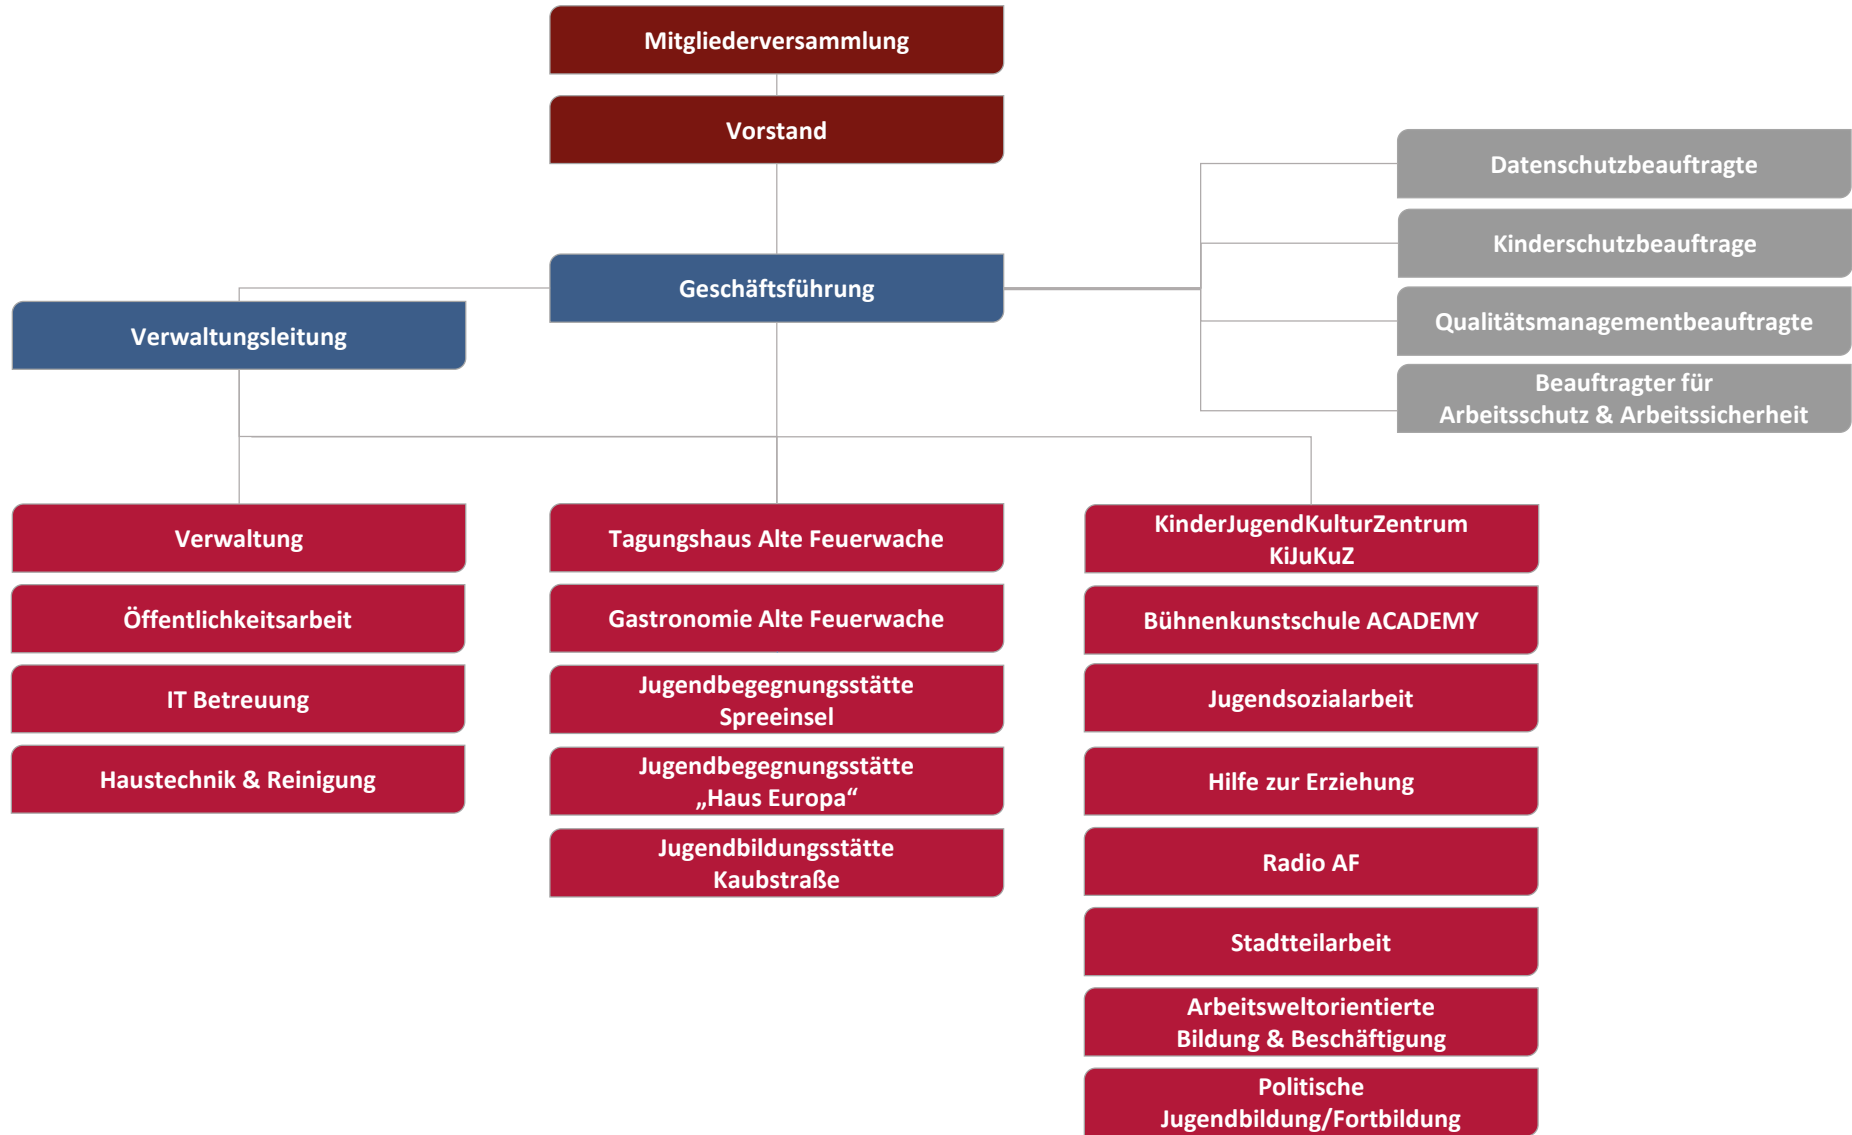 Mitgliederversammlung
Vorstand
Datenschutzbeauftragte
Kinderschutzbeauftrage
Geschäftsführung
Qualitätsmanagementbeauftragte
Verwaltungsleitung
Beauftragter für
Arbeitsschutz & Arbeitssicherheit
Verwaltung
Öffentlichkeitsarbeit
IT Betreuung
Haustechnik & Reinigung
Tagungshaus Alte Feuerwache
Gastronomie Alte Feuerwache
Jugendbegegnungsstätte
Spreeinsel
Jugendbegegnungsstätte
„Haus Europa“
Jugendbildungsstätte
Kaubstraße
KinderJugendKulturZentrum
KiJuKuZ
Bühnenkunstschule ACADEMY
Jugendsozialarbeit
Hilfe zur Erziehung
Radio AF
Stadtteilarbeit
Arbeitsweltorientierte
Bildung & Beschäftigung
Politische
Jugendbildung/Fortbildung